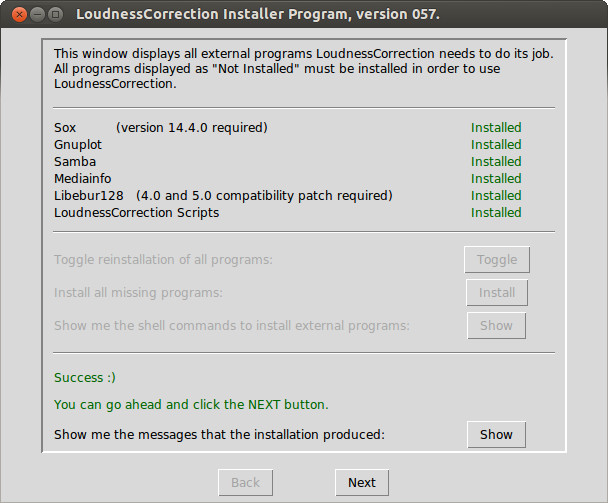 LoudnessCorrection Installer Program, version 057.
This window displays all external programs LoudnessCorrection needs to do its job.
All programs displayed as "Not Installed" must be installed in order to use
LoudnessCorrection.
Sox (version 14.4.0 required) Installed
Gnuplot Installed
Samba Installed
Mediainfo Installed
Libebur128 (4.0 and 5.0 compatibility patch required) Installed
LoudnessCorrection Scripts Installed
Toggle reinstallation of all programs: Toggle
Install all missing programs: Install
Show me the shell commands to install external programs: Show
Success :)
You can go ahead and click the NEXT button.
Show me the messages that the installation produced: Show
Back Next